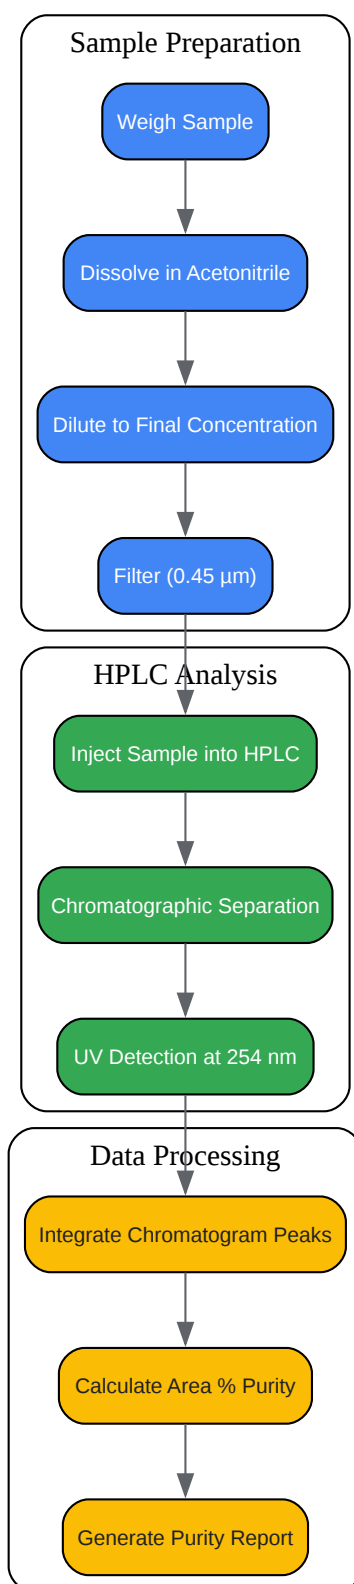 Sample Preparation
Weigh Sample
Dissolve in Acetonitrile
Dilute to Final Concentration
Filter (0.45 µm)
HPLC Analysis
Inject Sample into HPLC
Chromatographic Separation
UV Detection at 254 nm
Data Processing
Integrate Chromatogram Peaks
Calculate Area % Purity
Generate Purity Report